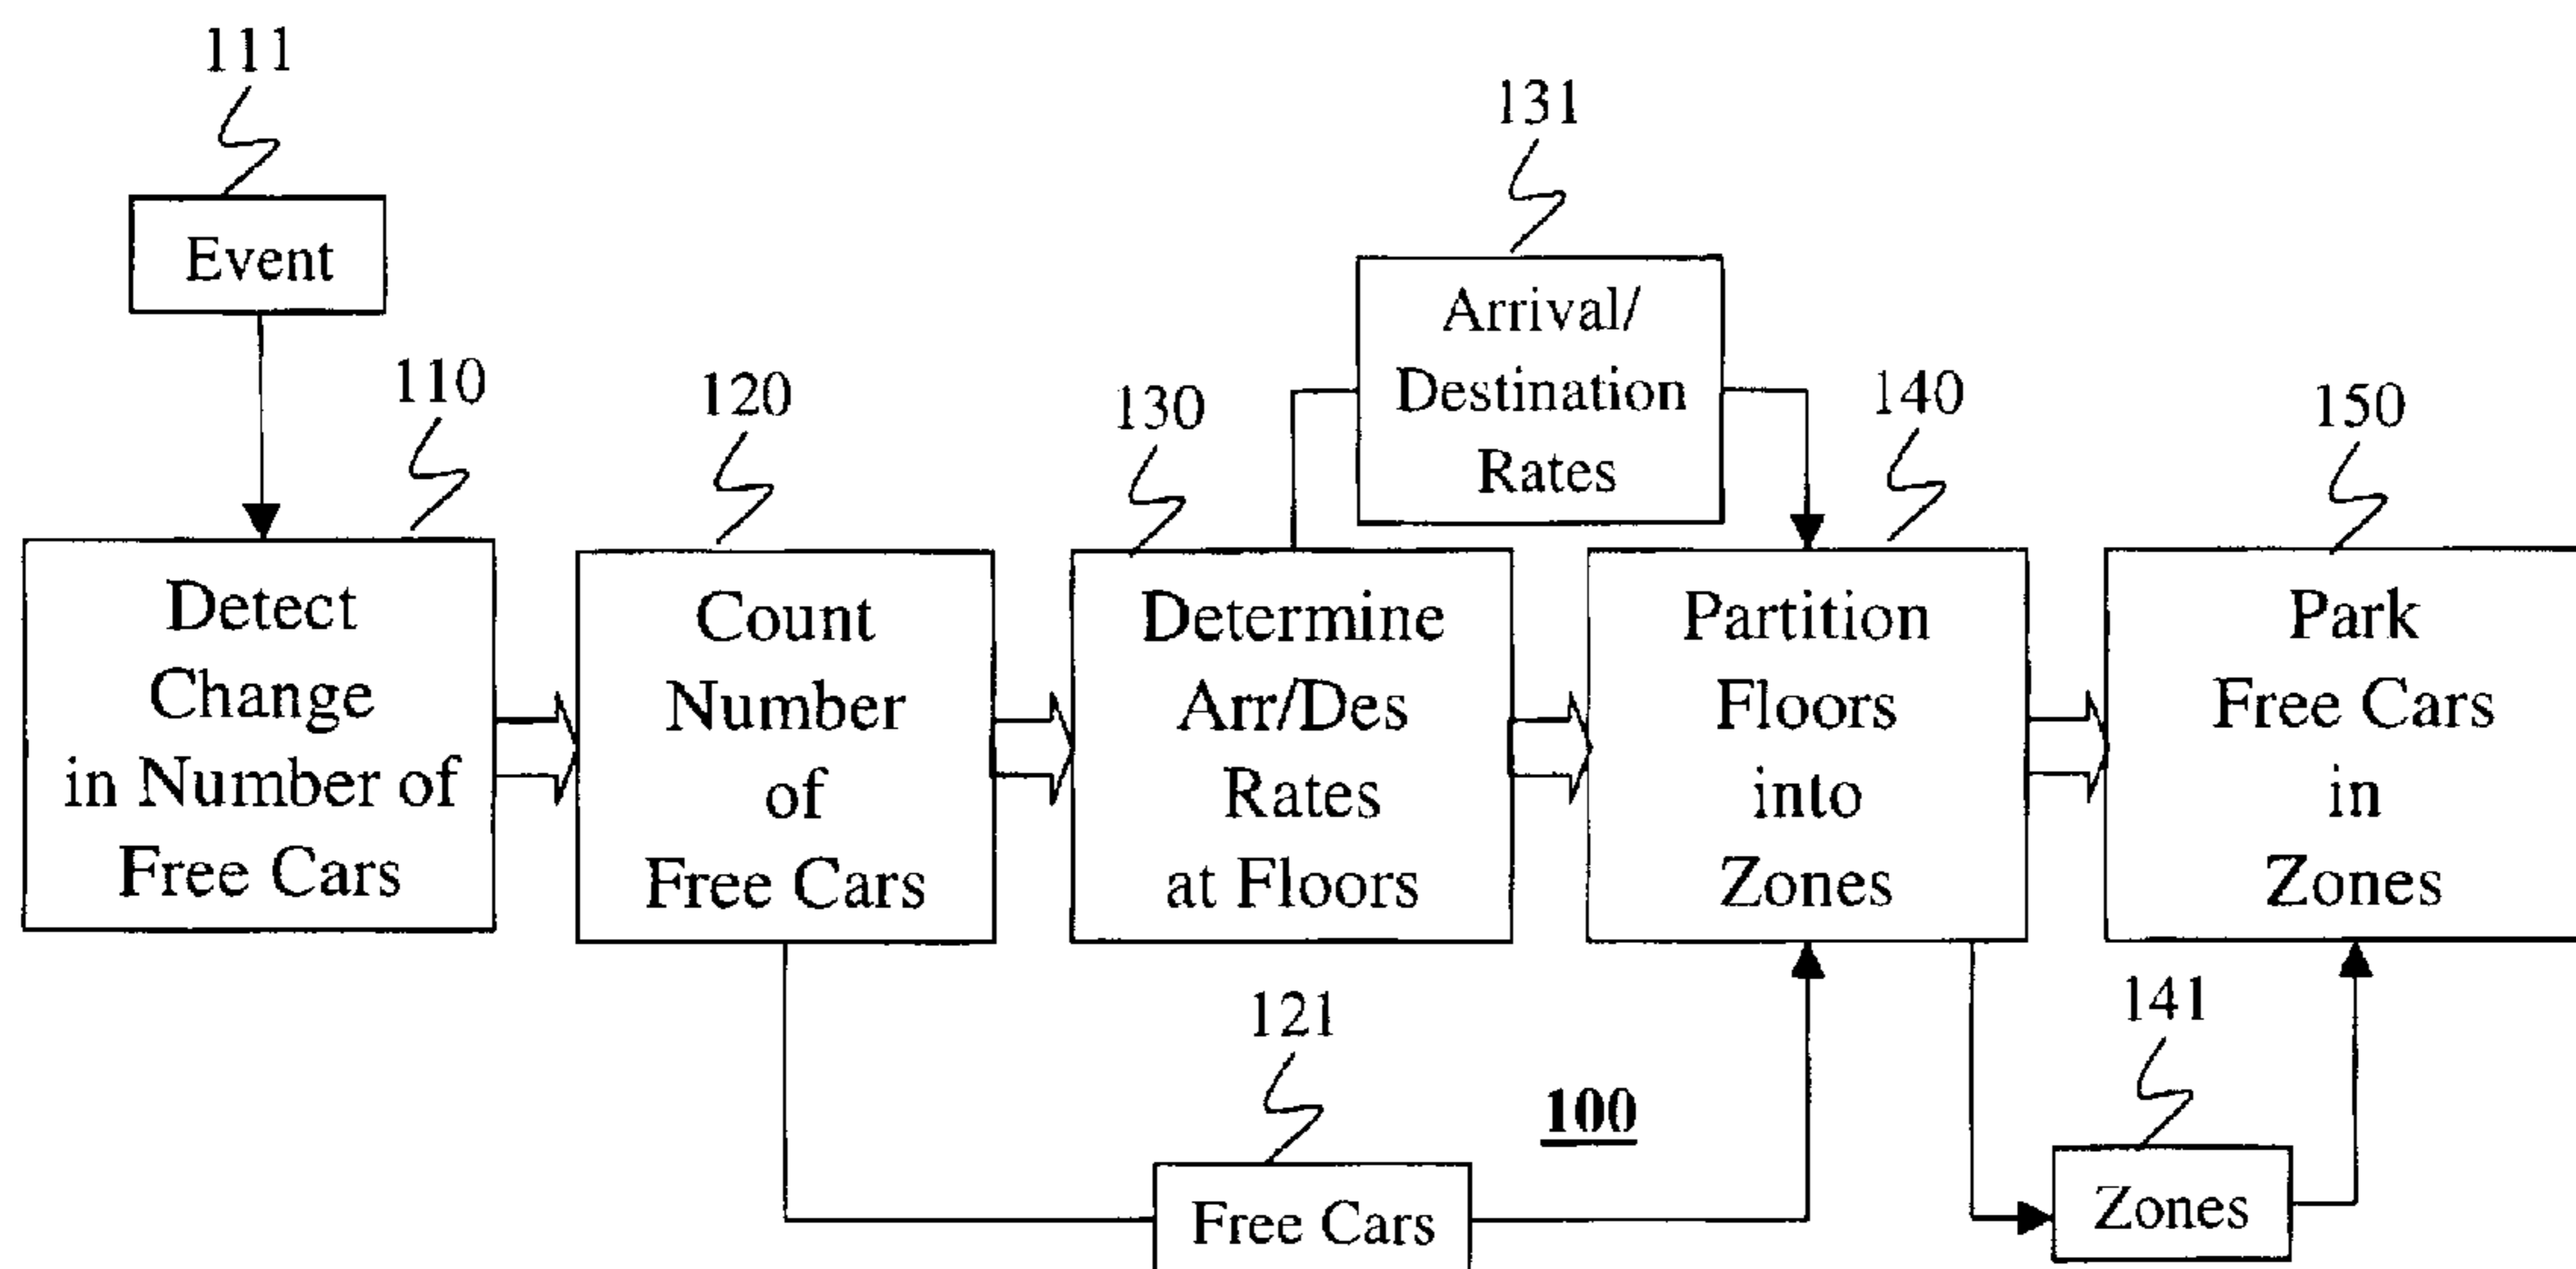 111
Event
110
Detect
Change
in Number of
Free Cars
120
Count
Number
of
Free Cars
130
Determine
Arr/Des
Rates
at Floors
131
Arrival/
Destination
Rates
140
Partition
Floors
into
Zones
150
Park
Free Cars
in
Zones
121
Free Cars
100
141
Zones